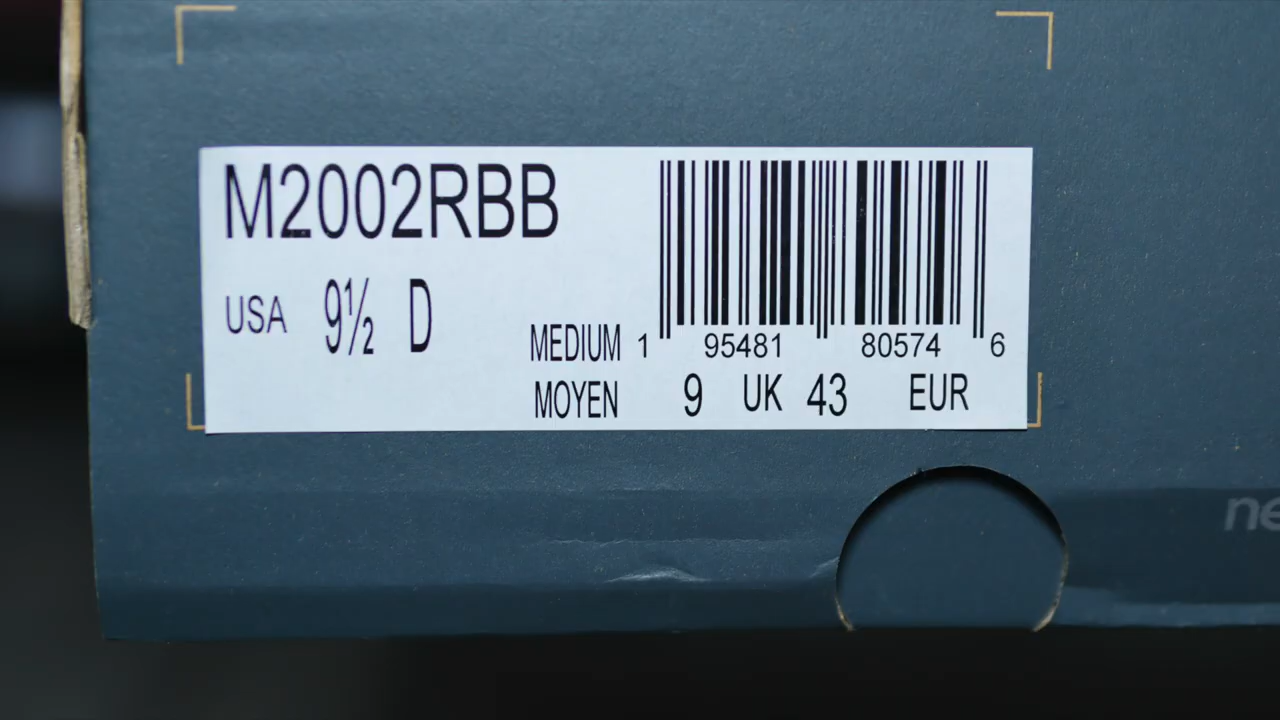 M2002RBB
USA 9½ D
MEDIUM 1 95481 80574 6
MOYEN 9 UK 43 EUR
ne